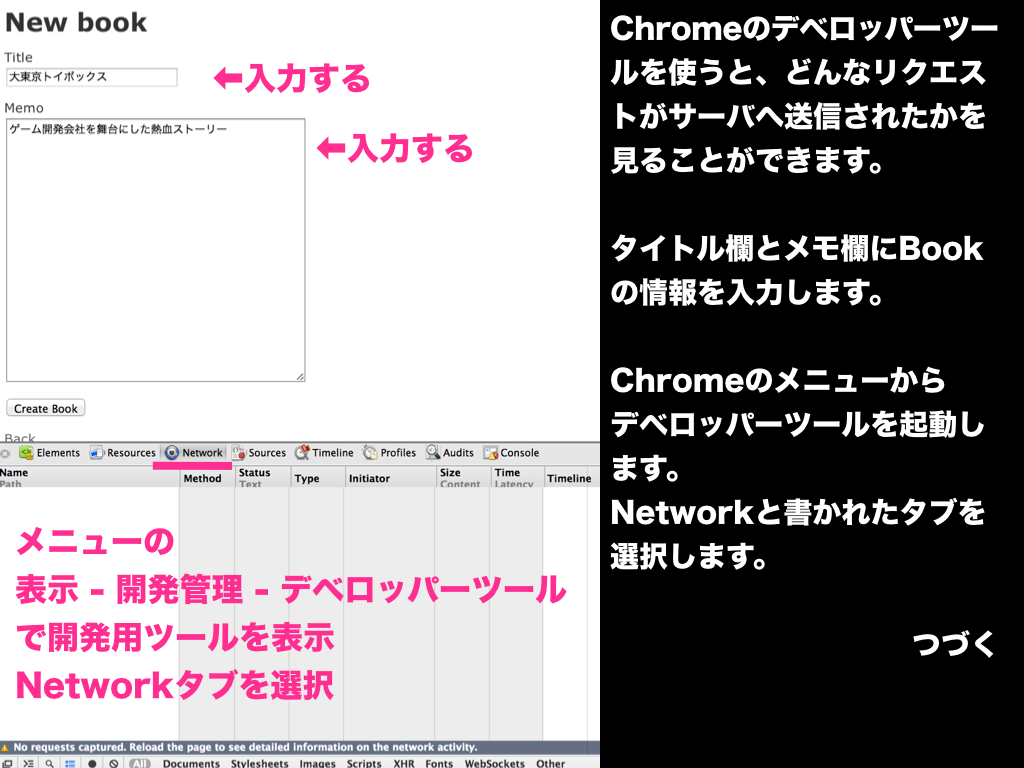 New book
Title
大東京トイボックス
⬅入力する
Memo
ゲーム開発会社を舞台にした熱血ストーリー
⬅入力する
Create Book
Back
Elements Resources Network Sources Timeline Profiles Audits Console
Name Path Method Status Text Type Initiator Size Content Time Latency Timeline
メニューの
表示 - 開発管理 - デベロッパーツール
で開発用ツールを表示
Networkタブを選択
No requests captured. Reload the page to see detailed information on the network activity.
All Documents Stylesheets Images Scripts XHR Fonts WebSockets Other
Chromeのデベロッパーツー
ルを使うと、どんなリクエス
トがサーバへ送信されたかを
見ることができます。
タイトル欄とメモ欄にBook
の情報を入力します。
Chromeのメニューから
デベロッパーツールを起動し
ます。
Networkと書かれたタブを
選択します。
つづく